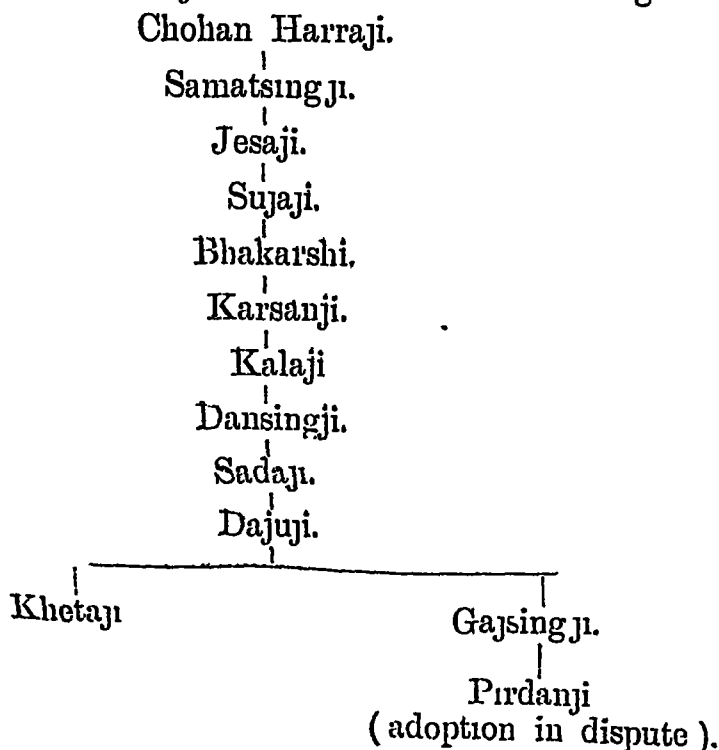 Chohan Harraji.
Samatsingji.
Jesaji.
Sujaji.
Bhakarshi.
Karsanji.
Kalaji
Dansingji.
Sadaji.
Dajuji.
Khetaji Gajsingji.
Pirdanji
( adoption in dispute ).